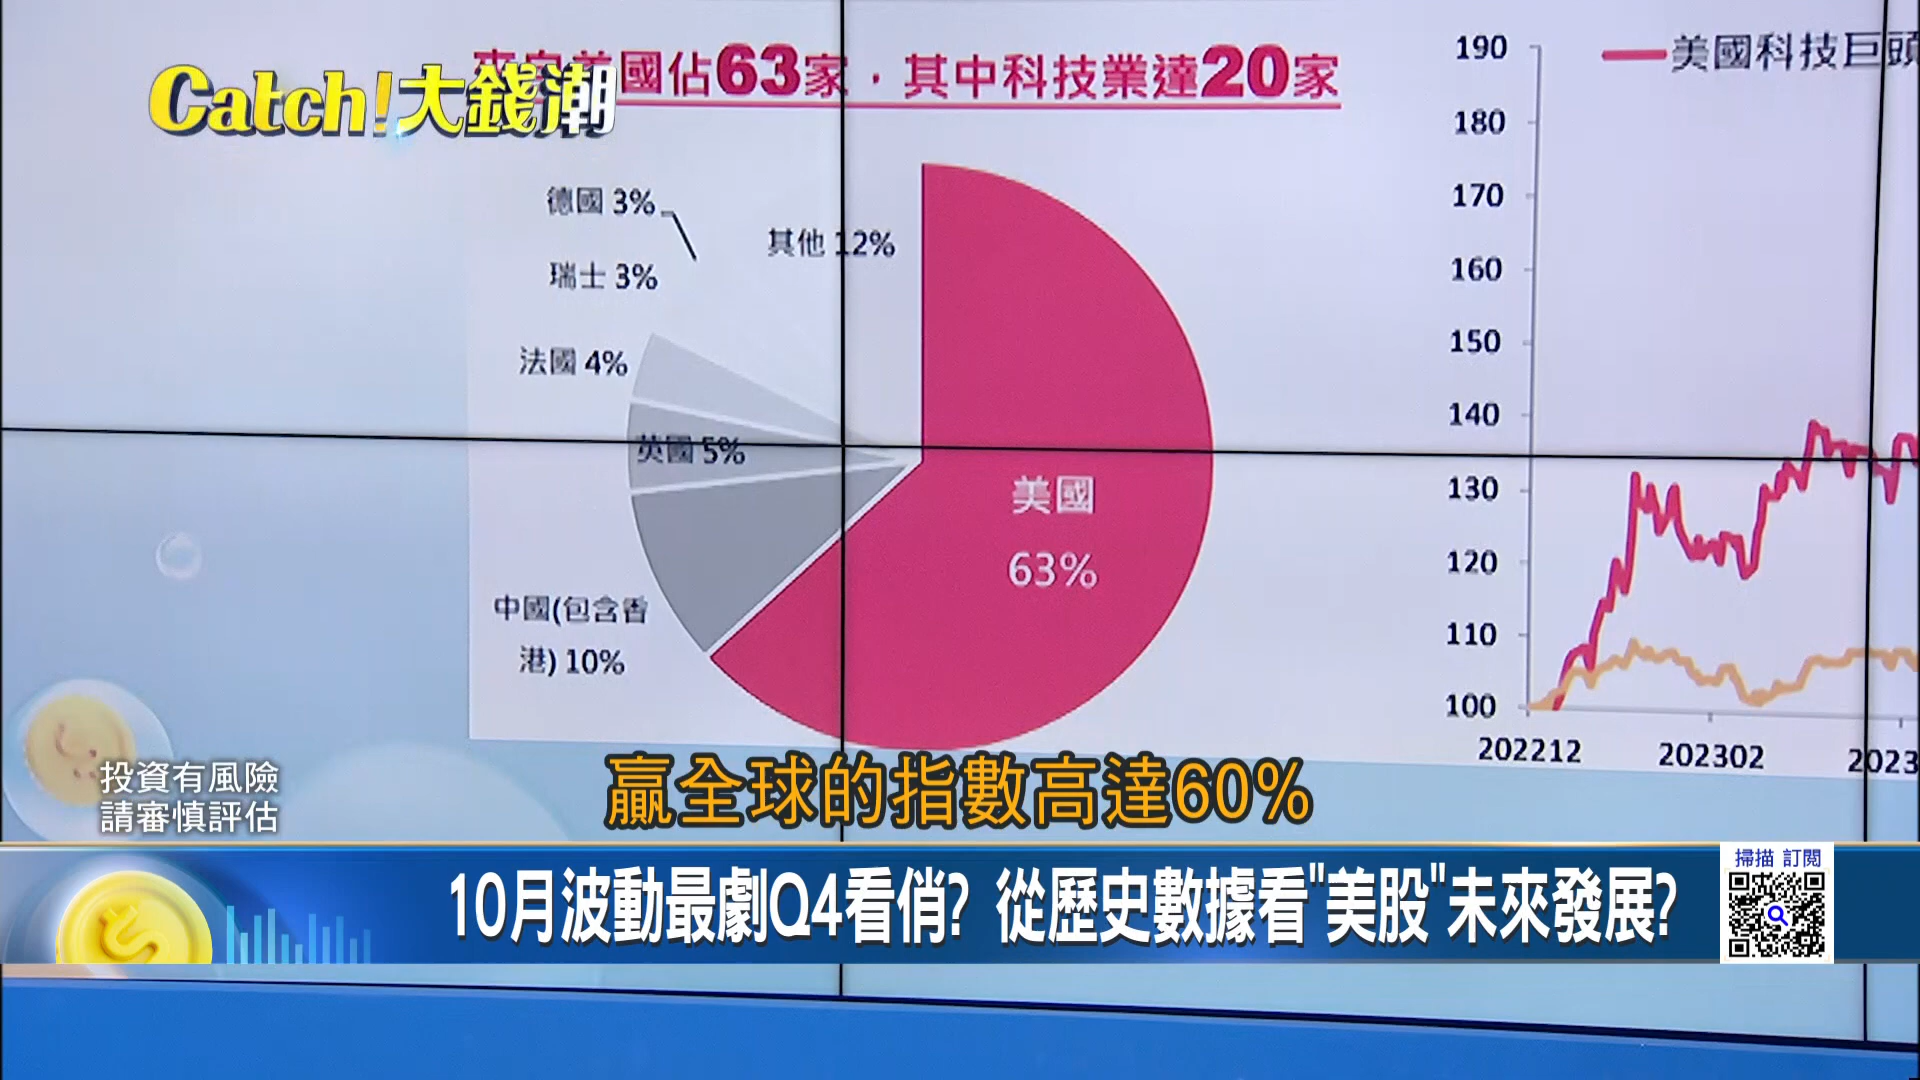 Catch!大錢潮
國佔63家，其中科技業達20家
德國 3%
其他 12%
瑞士 3%
法國 4%
英國 5%
美國
63%
中國(包含香
港) 10%
190
180
170
160
150
140
130
120
110
100
美國科技巨頭
202212
202302
2023
投資有風險
請審慎評估
贏全球的指數高達60%
10月波動最劇Q4看俏? 從歷史數據看"美股"未來發展?
掃描 訂閱